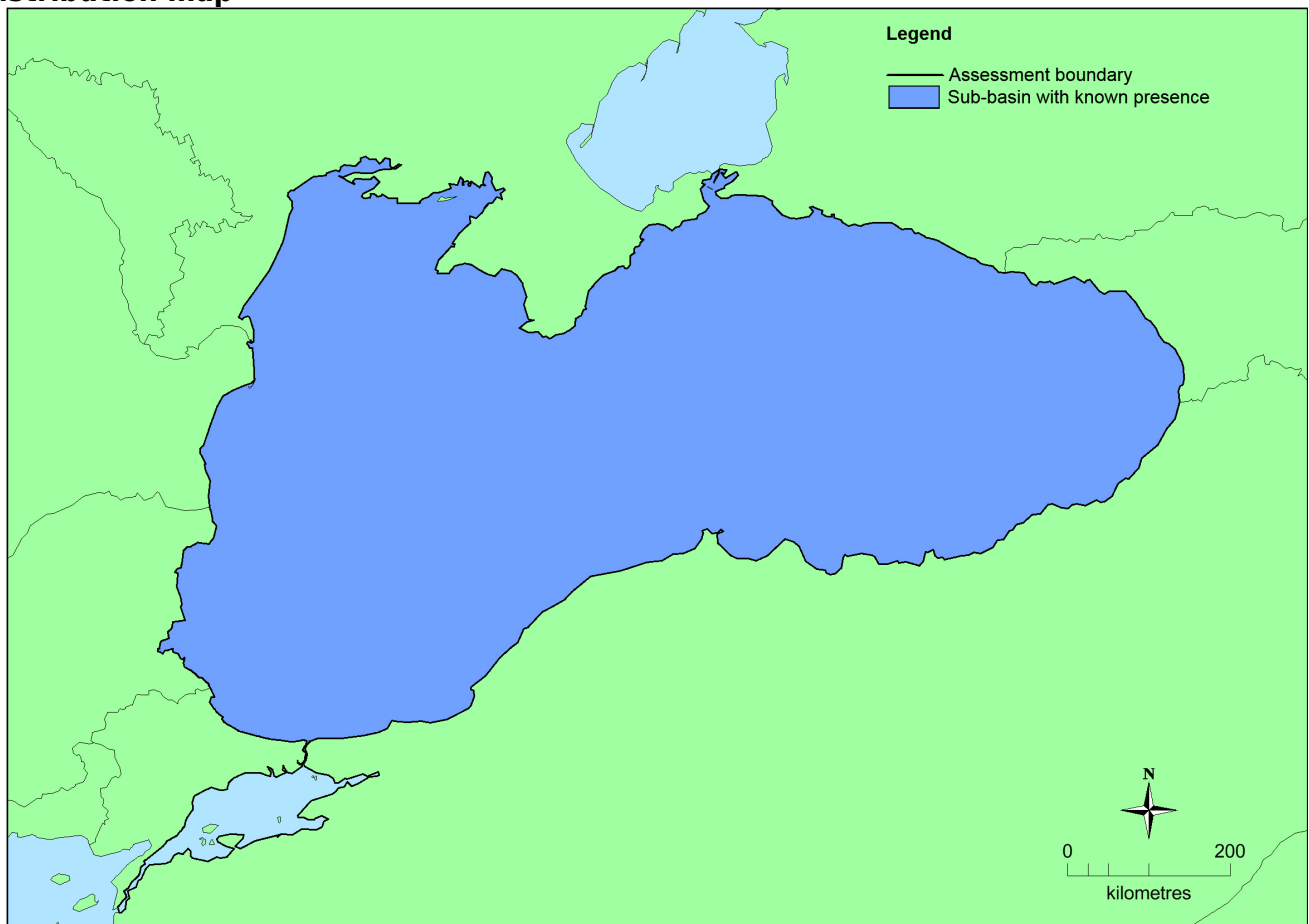 Legend
Assessment boundary
Sub-basin with known presence
N
0 200
kilometres